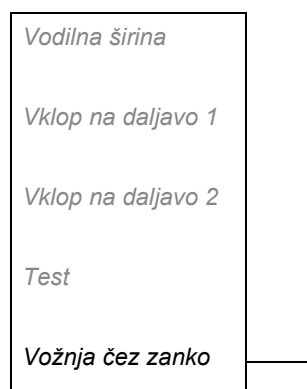 Vodilna širina
Vklop na daljavo 1
Vklop na daljavo 2
Test
Vožnja čez zanko